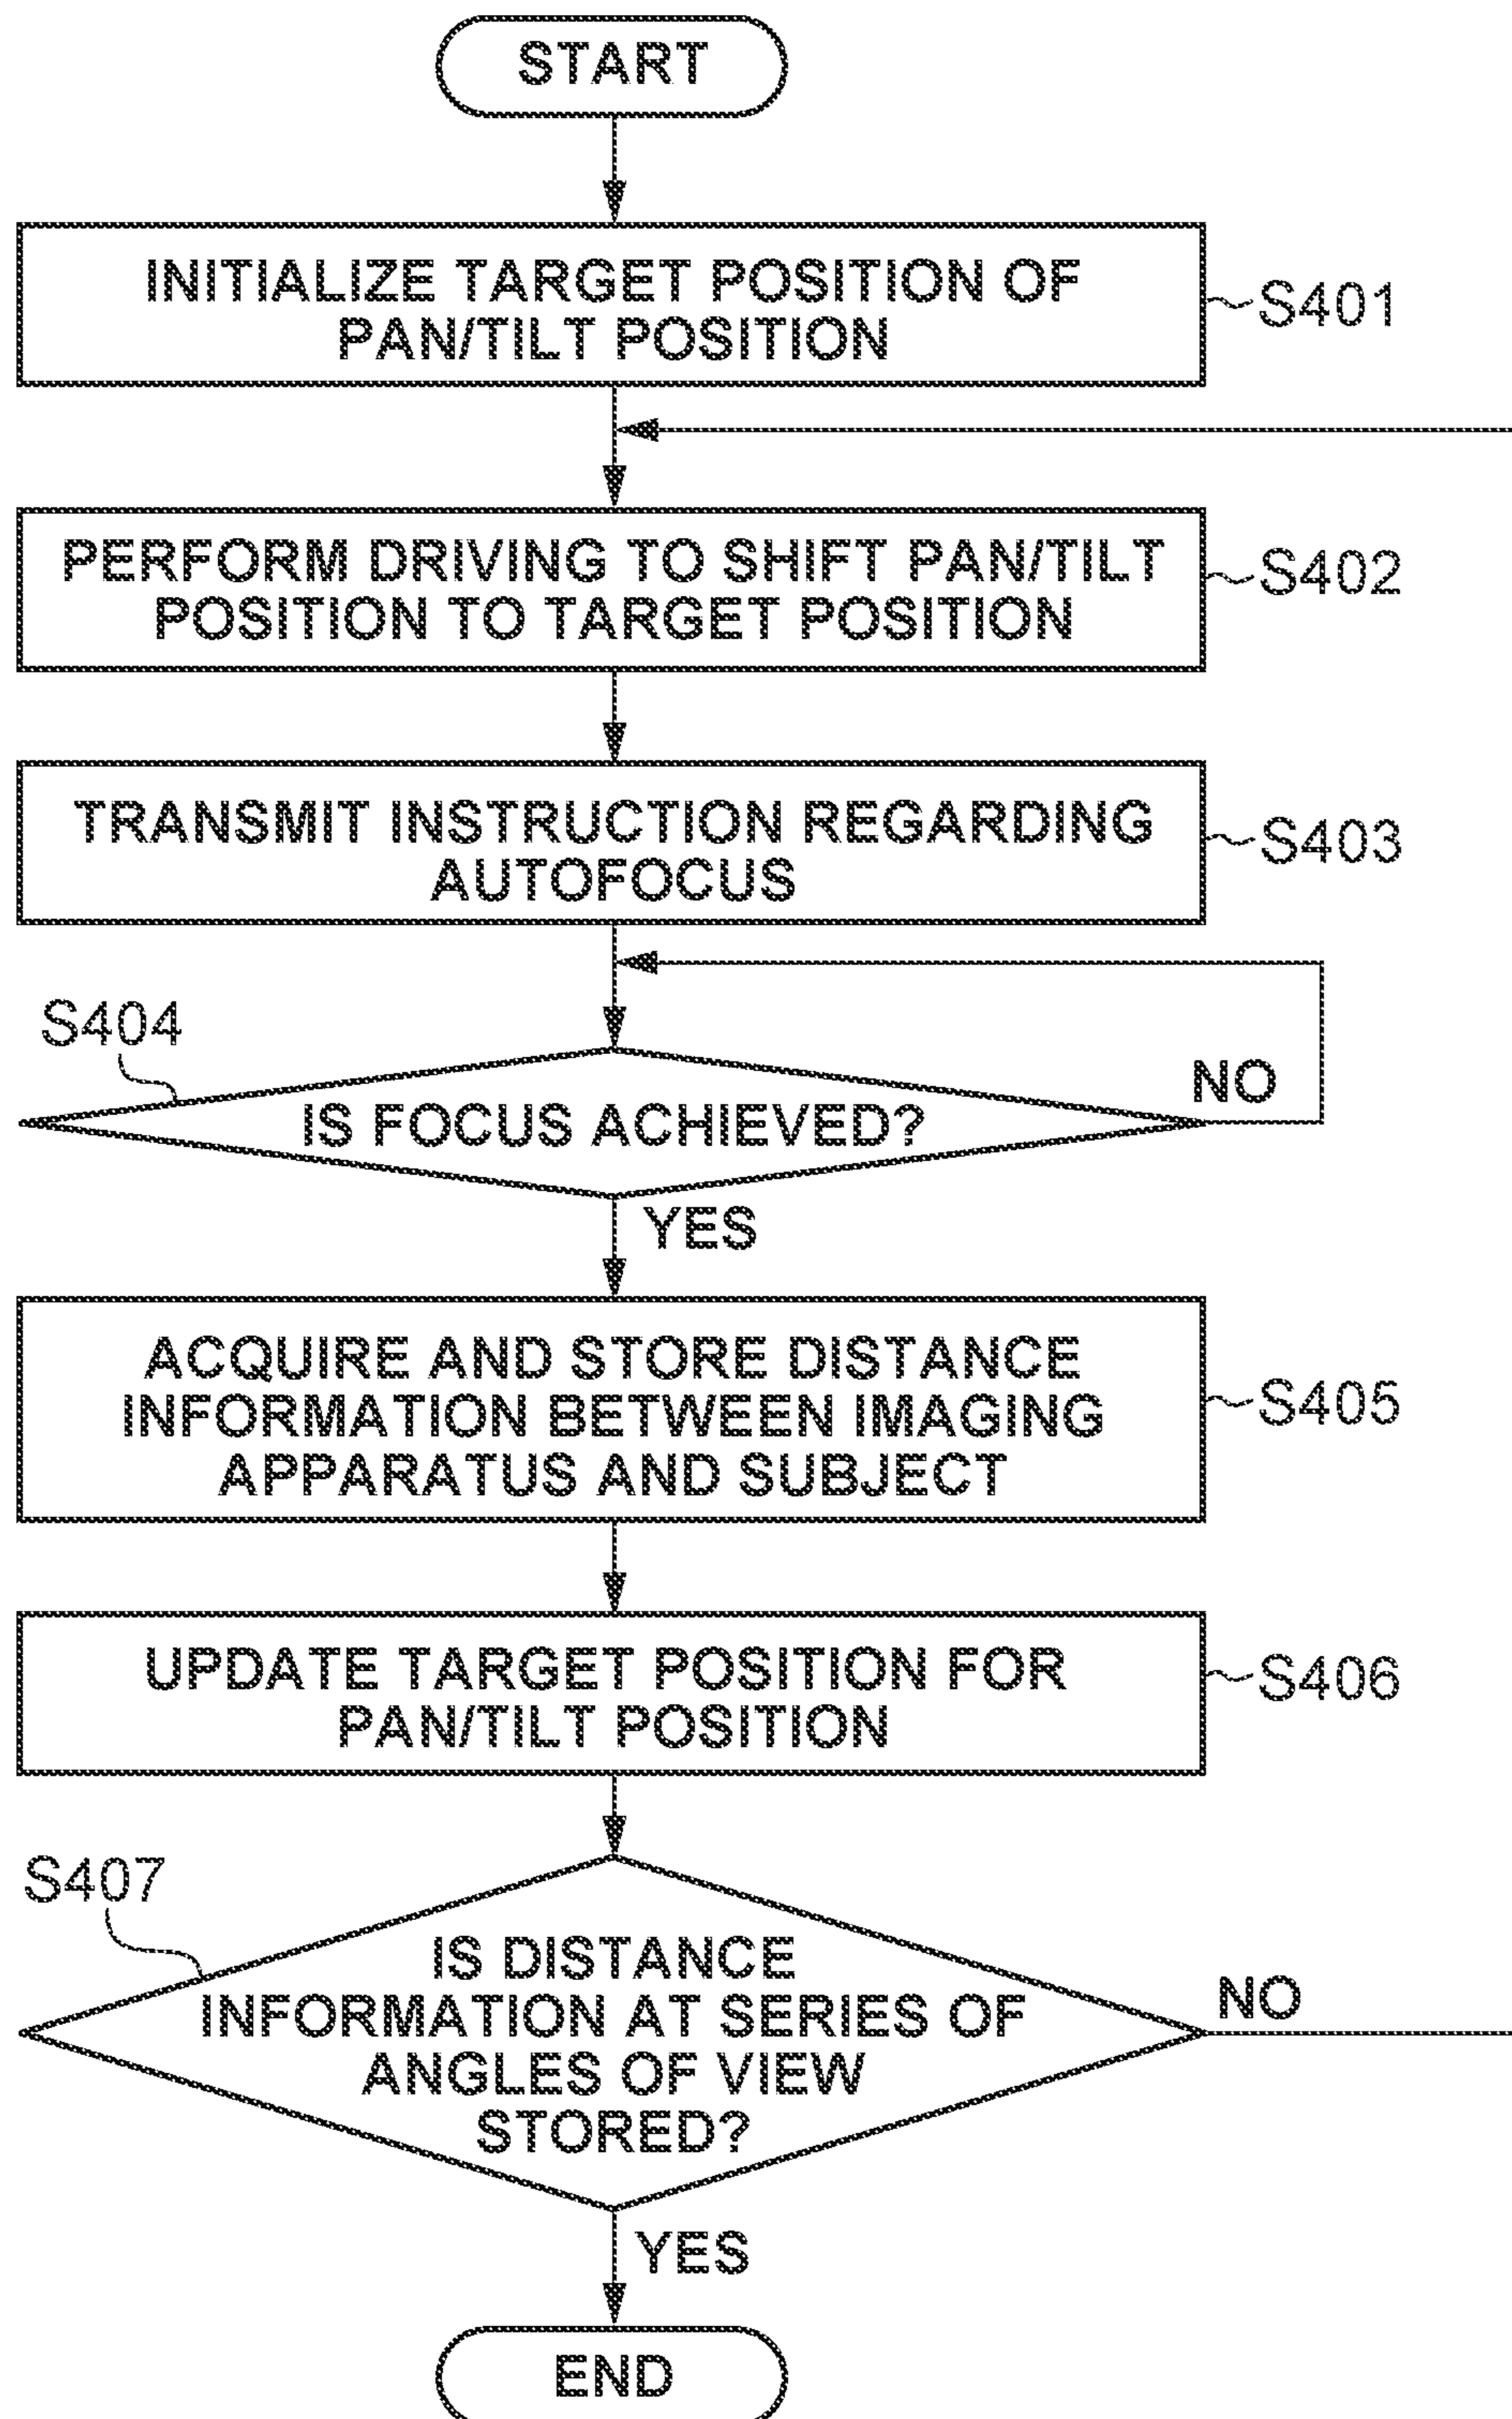 START
INITIALIZE TARGET POSITION OF
PAN/TILT POSITION
S401
PERFORM DRIVING TO SHIFT PAN/TILT
POSITION TO TARGET POSITION
S402
TRANSMIT INSTRUCTION REGARDING
AUTOFOCUS
S403
S404
IS FOCUS ACHIEVED?
NO
YES
ACQUIRE AND STORE DISTANCE
INFORMATION BETWEEN IMAGING
APPARATUS AND SUBJECT
S405
UPDATE TARGET POSITION FOR
PAN/TILT POSITION
S406
S407
IS DISTANCE
INFORMATION AT SERIES OF
ANGLES OF VIEW
STORED?
NO
YES
END